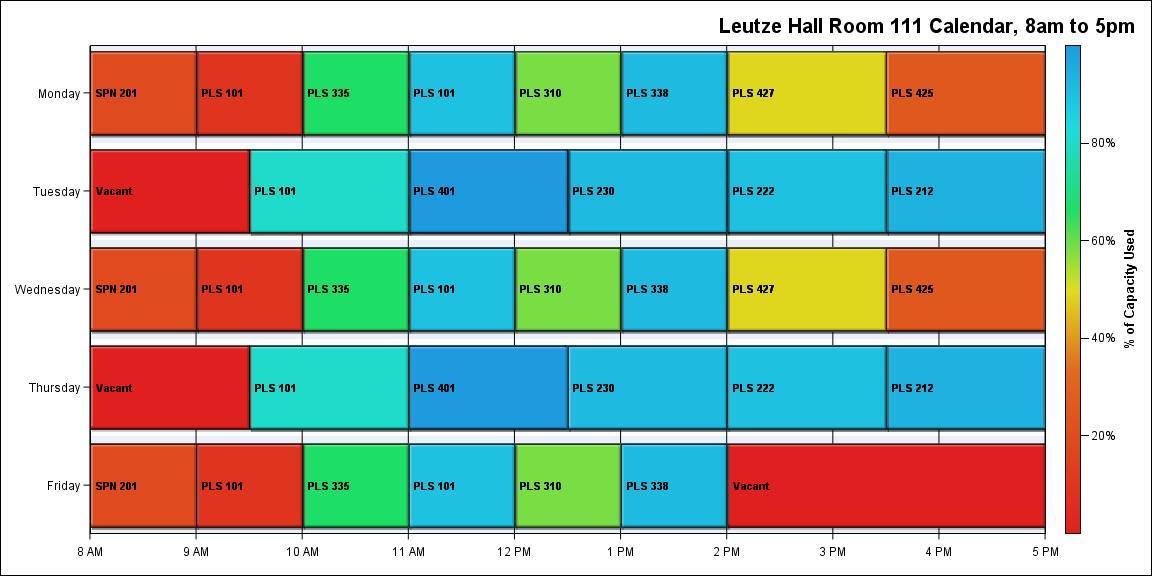 Leutze Hall Room 111 Calendar, 8am to 5pm
Monday
SPN 201
PLS 101
PLS 335
PLS 101
PLS 310
PLS 338
PLS 427
PLS 425
Tuesday
Vacant
PLS 101
PLS 401
PLS 230
PLS 222
PLS 212
Wednesday
SPN 201
PLS 101
PLS 335
PLS 101
PLS 310
PLS 338
PLS 427
PLS 425
Thursday
Vacant
PLS 101
PLS 401
PLS 230
PLS 222
PLS 212
Friday
SPN 201
PLS 101
PLS 335
PLS 101
PLS 310
PLS 338
Vacant
8 AM
9 AM
10 AM
11 AM
12 PM
1 PM
2 PM
3 PM
4 PM
5 PM
80%
60%
40%
20%
% of Capacity Used